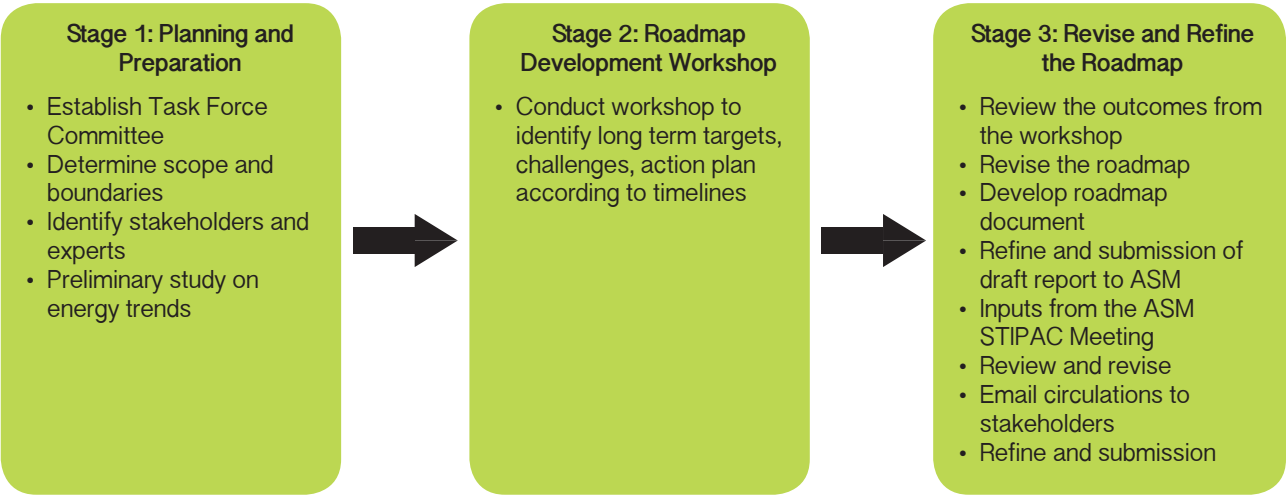 Stage 1: Planning and
Preparation
• Establish Task Force
Committee
• Determine scope and
boundaries
• Identify stakeholders and
experts
• Preliminary study on
energy trends
Stage 2: Roadmap
Development Workshop
• Conduct workshop to
identify long term targets,
challenges, action plan
according to timelines
Stage 3: Revise and Refine
the Roadmap
• Review the outcomes from
the workshop
• Revise the roadmap
• Develop roadmap
document
• Refine and submission of
draft report to ASM
• Inputs from the ASM
STIPAC Meeting
• Review and revise
• Email circulations to
stakeholders
• Refine and submission